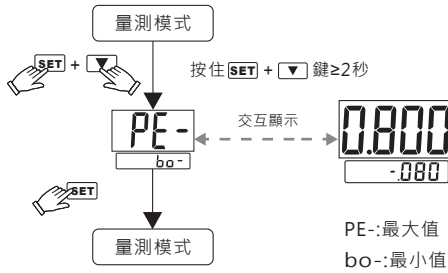 量測模式
SET + ▼
按住 SET + ▼ 鍵≥2秒
PE-
bo-
交互顯示
0.800
-.080
SET
PE-:最大值
bo-:最小值
量測模式